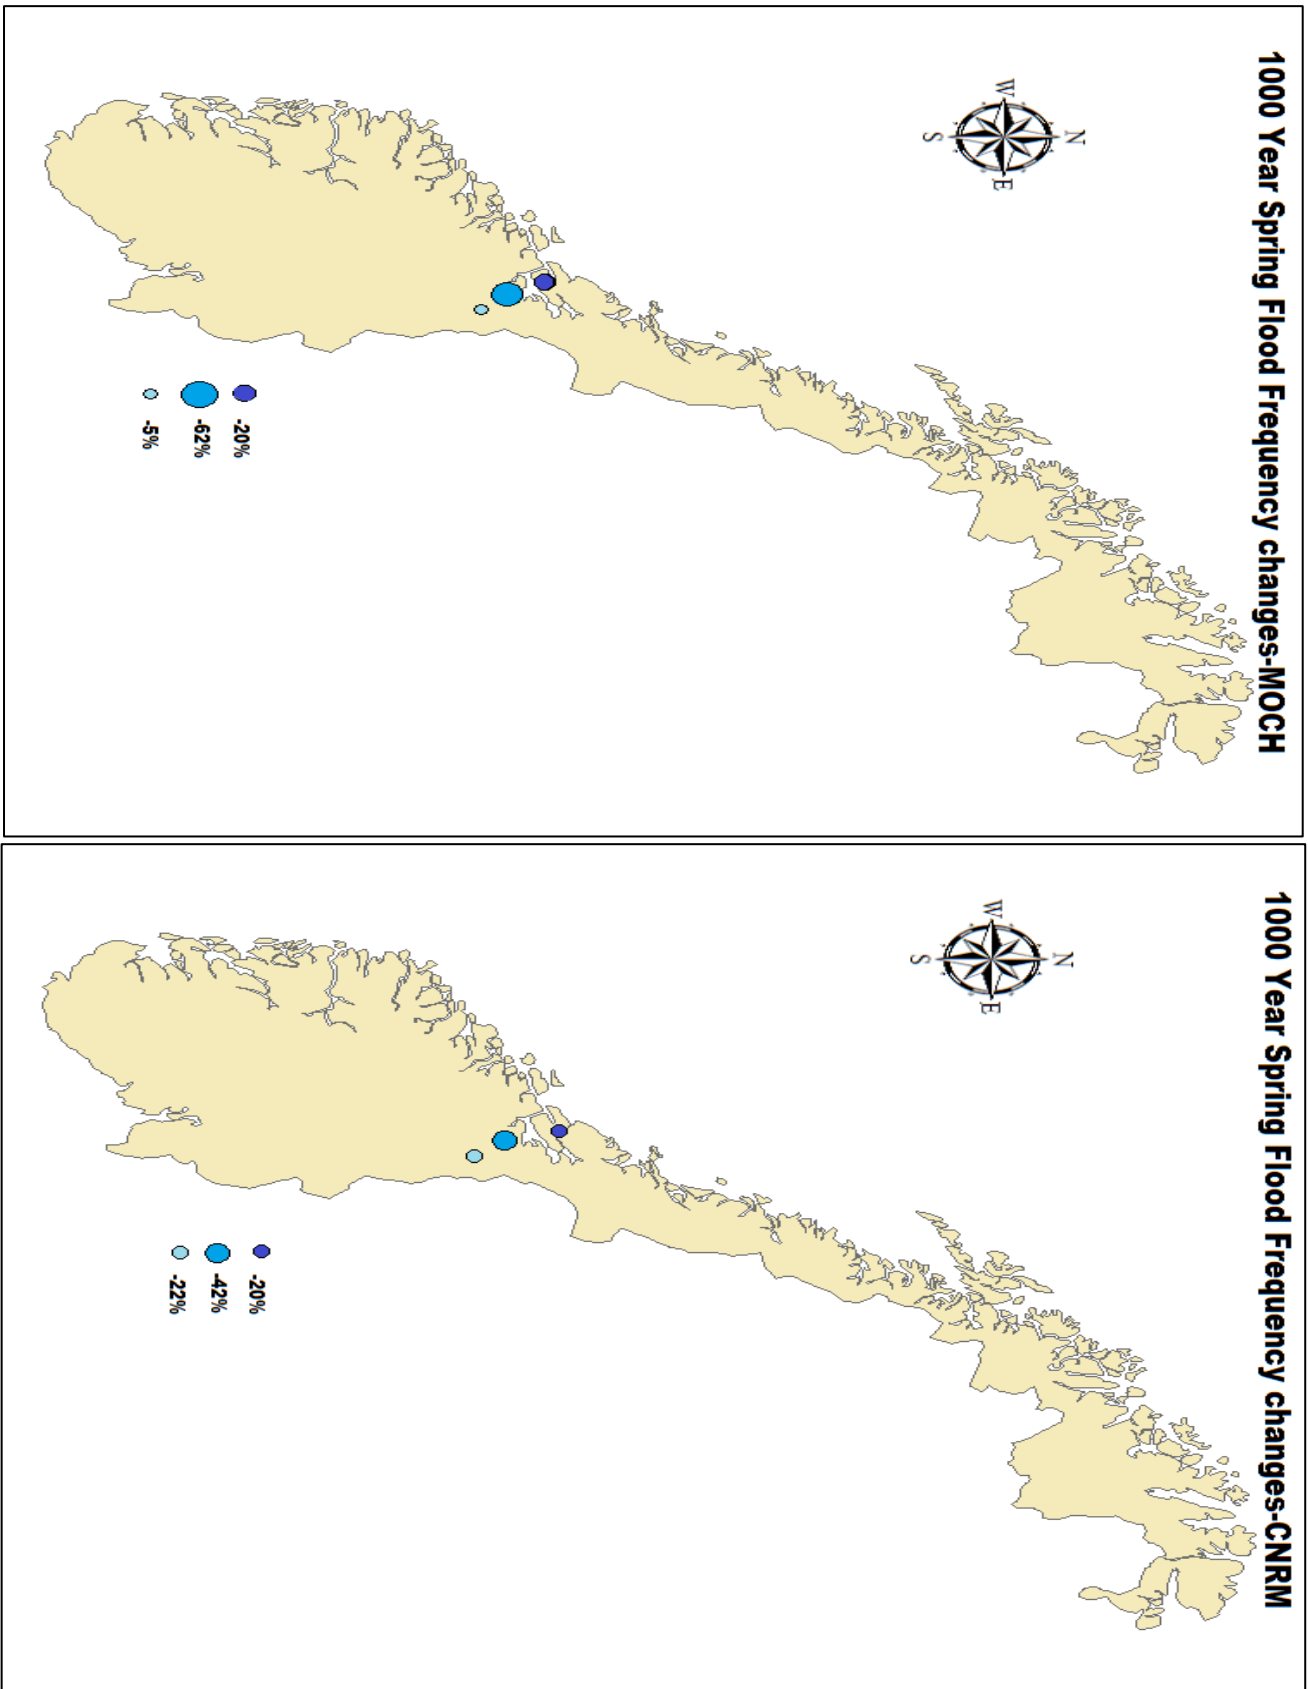 1000 Year Spring Flood Frequency changes-MOCH
N
W
E
S
-20%
-62%
-5%
1000 Year Spring Flood Frequency changes-CNRM
N
W
E
S
-20%
-42%
-22%